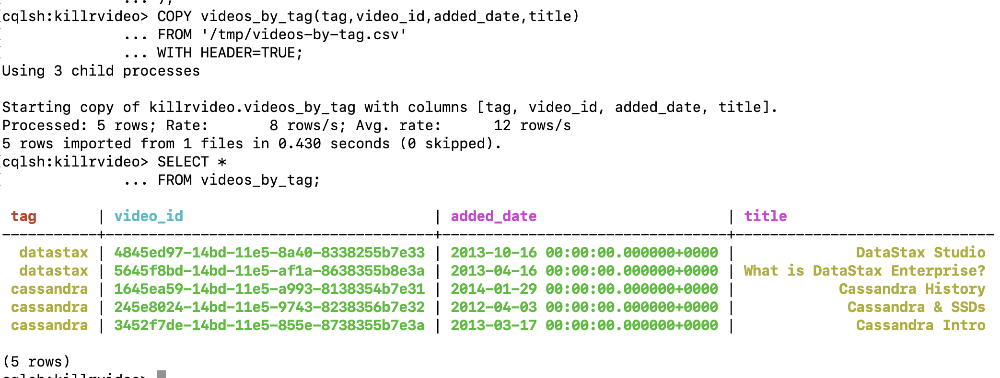 ... );
cqlsh:killrvideo> COPY videos_by_tag(tag,video_id,added_date,title)
              ... FROM '/tmp/videos-by-tag.csv'
              ... WITH HEADER=TRUE;
Using 3 child processes

Starting copy of killrvideo.videos_by_tag with columns [tag, video_id, added_date, title].
Processed: 5 rows; Rate:       8 rows/s; Avg. rate:      12 rows/s
5 rows imported from 1 files in 0.430 seconds (0 skipped).
cqlsh:killrvideo> SELECT *
              ... FROM videos_by_tag;

 tag       | video_id                             | added_date                      | title
-----------+--------------------------------------+---------------------------------+------------------------------
  datastax | 4845ed97-14bd-11e5-8a40-8338255b7e33 | 2013-10-16 00:00:00.000000+0000 |              DataStax Studio
  datastax | 5645f8bd-14bd-11e5-af1a-8638355b8e3a | 2013-04-16 00:00:00.000000+0000 | What is DataStax Enterprise?
 cassandra | 1645ea59-14bd-11e5-a993-8138354b7e31 | 2014-01-29 00:00:00.000000+0000 |            Cassandra History
 cassandra | 245e8024-14bd-11e5-9743-8238356b7e32 | 2012-04-03 00:00:00.000000+0000 |             Cassandra & SSDs
 cassandra | 3452f7de-14bd-11e5-855e-8738355b7e3a | 2013-03-17 00:00:00.000000+0000 |              Cassandra Intro

(5 rows)
cqlsh:killrvideo>